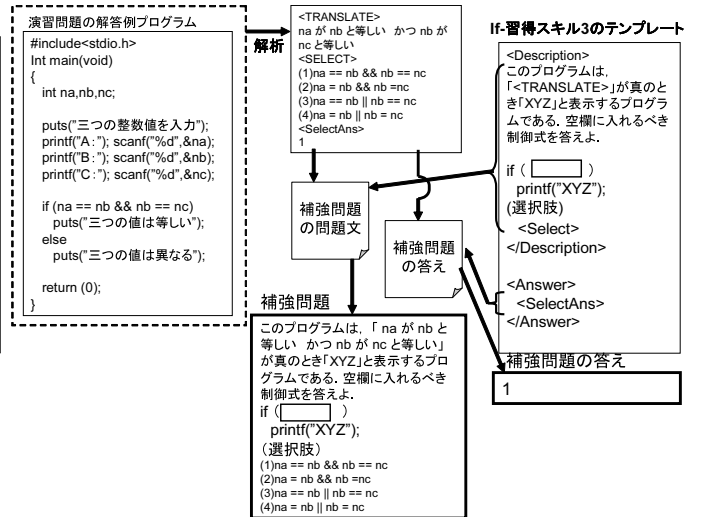 演習問題の解答例プログラム
#include<stdio.h>
Int main(void)
{
int na,nb,nc;
puts("三つの整数値を入力");
printf("A："); scanf("%d",&na);
printf("B："); scanf("%d",&nb);
printf("C："); scanf("%d",&nc);
if (na == nb && nb == nc)
puts("三つの値は等しい");
else
puts("三つの値は異なる");
return (0);
}
解析
<TRANSLATE>
na が nb と等しい かつ nb が
nc と等しい
<SELECT>
(1)na == nb && nb == nc
(2)na = nb && nb =nc
(3)na == nb || nb == nc
(4)na = nb || nb = nc
<SelectAns>
1
If-習得スキル3のテンプレート
<Description>
このプログラムは，
「<TRANSLATE>」が真のと
き「XYZ」と表示するプログラ
ムである．空欄に入れるべき
制御式を答えよ．
if ( )
printf("XYZ");
(選択肢)
<Select>
</Description>
<Answer>
<SelectAns>
</Answer>
補強問題
の問題文
補強問題
の答え
補強問題
このプログラムは，「 na が nb と
等しい かつ nb が nc と等しい」
が真のとき「XYZ」と表示するプロ
グラムである．空欄に入れるべき
制御式を答えよ．
if ( )
printf("XYZ");
（選択肢）
(1)na == nb && nb == nc
(2)na = nb && nb =nc
(3)na == nb || nb == nc
(4)na = nb || nb = nc
補強問題の答え
1